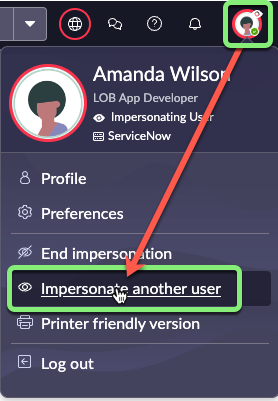 Amanda Wilson
LOB App Developer
Impersonating User
ServiceNow
Profile
Preferences
End impersonation
Impersonate another user
Printer friendly version
Log out